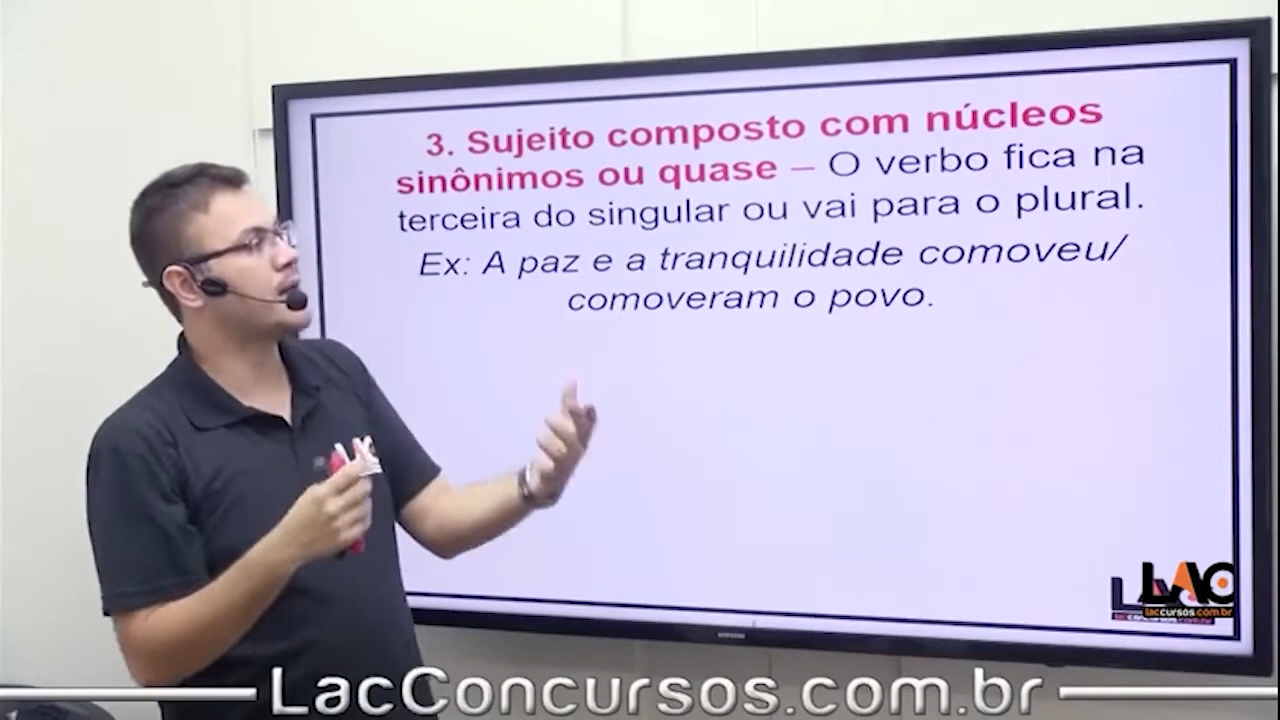 3. Sujeito composto com núcleos
sinônimos ou quase – O verbo fica na
terceira do singular ou vai para o plural.
Ex: A paz e a tranquilidade comoveu/
comoveram o povo.
LAC
laccursos.com.br
SAMSUNG
LacConcursos.com.br